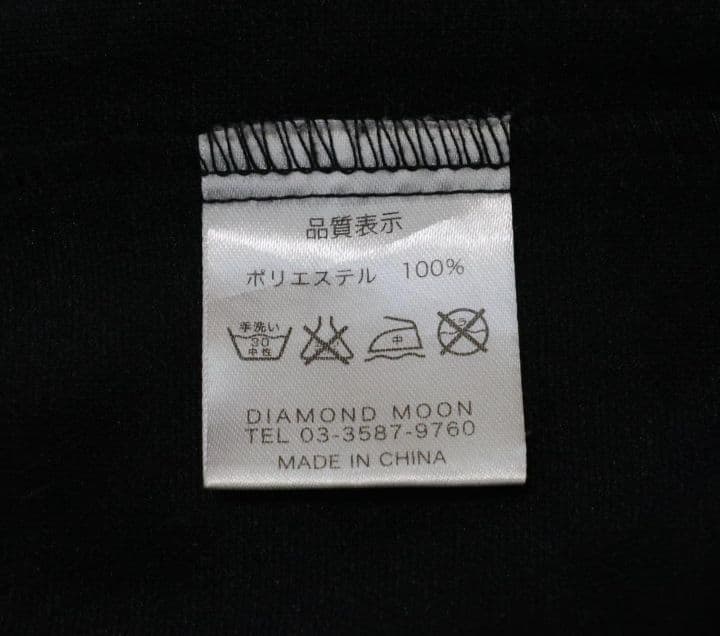 品質表示
ポリエステル 100%
手洗い
30
中性
中
DIAMOND MOON
TEL 03-3587-9760
MADE IN CHINA